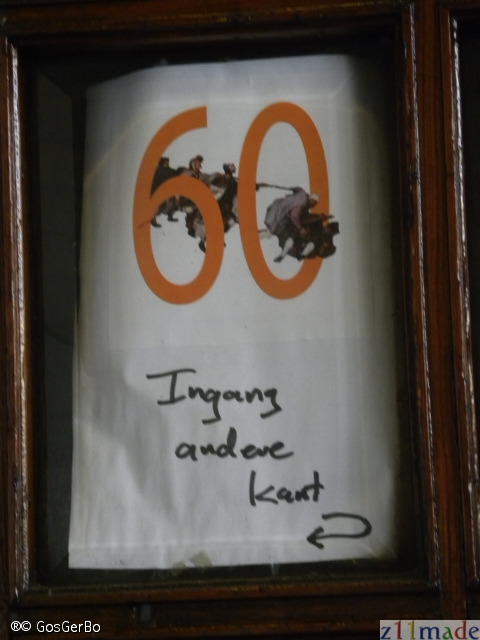 60
Ingang
andere
kant
®© GosGerBo
z11made